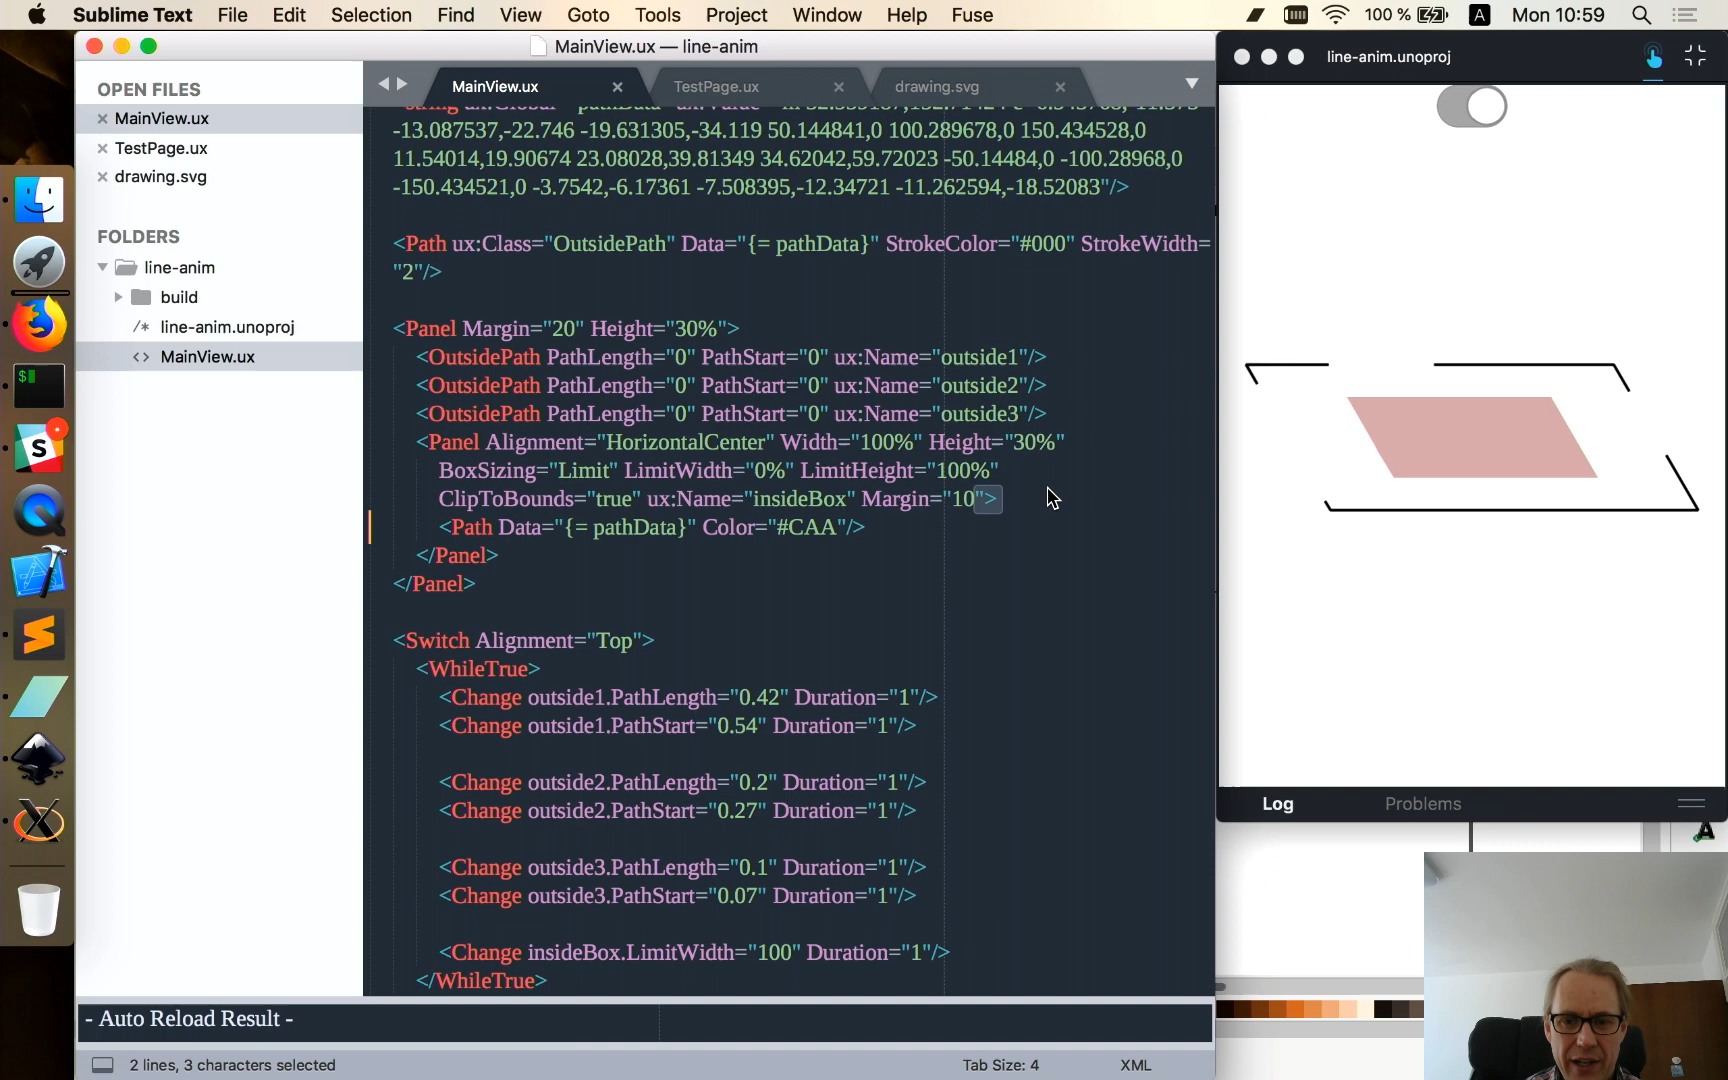 Sublime Text File Edit Selection Find View Goto Tools Project Window Help Fuse 100 % A Mon 10:59
MainView.ux — line-anim
OPEN FILES
MainView.ux
TestPage.ux
drawing.svg
FOLDERS
line-anim
build
/* line-anim.unoproj
<> MainView.ux
MainView.ux TestPage.ux drawing.svg
-13.087537,-22.746 -19.631305,-34.119 50.144841,0 100.289678,0 150.434528,0
11.54014,19.90674 23.08028,39.81349 34.62042,59.72023 -50.14484,0 -100.28968,0
-150.434521,0 -3.7542,-6.17361 -7.508395,-12.34721 -11.262594,-18.52083"/>
<Path ux:Class="OutsidePath" Data="{= pathData}" StrokeColor="#000" StrokeWidth=
"2"/>
<Panel Margin="20" Height="30%">
<OutsidePath PathLength="0" PathStart="0" ux:Name="outside1"/>
<OutsidePath PathLength="0" PathStart="0" ux:Name="outside2"/>
<OutsidePath PathLength="0" PathStart="0" ux:Name="outside3"/>
<Panel Alignment="HorizontalCenter" Width="100%" Height="30%"
BoxSizing="Limit" LimitWidth="0%" LimitHeight="100%"
ClipToBounds="true" ux:Name="insideBox" Margin="10">
<Path Data="{= pathData}" Color="#CAA"/>
</Panel>
</Panel>
<Switch Alignment="Top">
<WhileTrue>
<Change outside1.PathLength="0.42" Duration="1"/>
<Change outside1.PathStart="0.54" Duration="1"/>
<Change outside2.PathLength="0.2" Duration="1"/>
<Change outside2.PathStart="0.27" Duration="1"/>
<Change outside3.PathLength="0.1" Duration="1"/>
<Change outside3.PathStart="0.07" Duration="1"/>
<Change insideBox.LimitWidth="100" Duration="1"/>
</WhileTrue>
- Auto Reload Result -
2 lines, 3 characters selected Tab Size: 4 XML
line-anim.unoproj
Log Problems